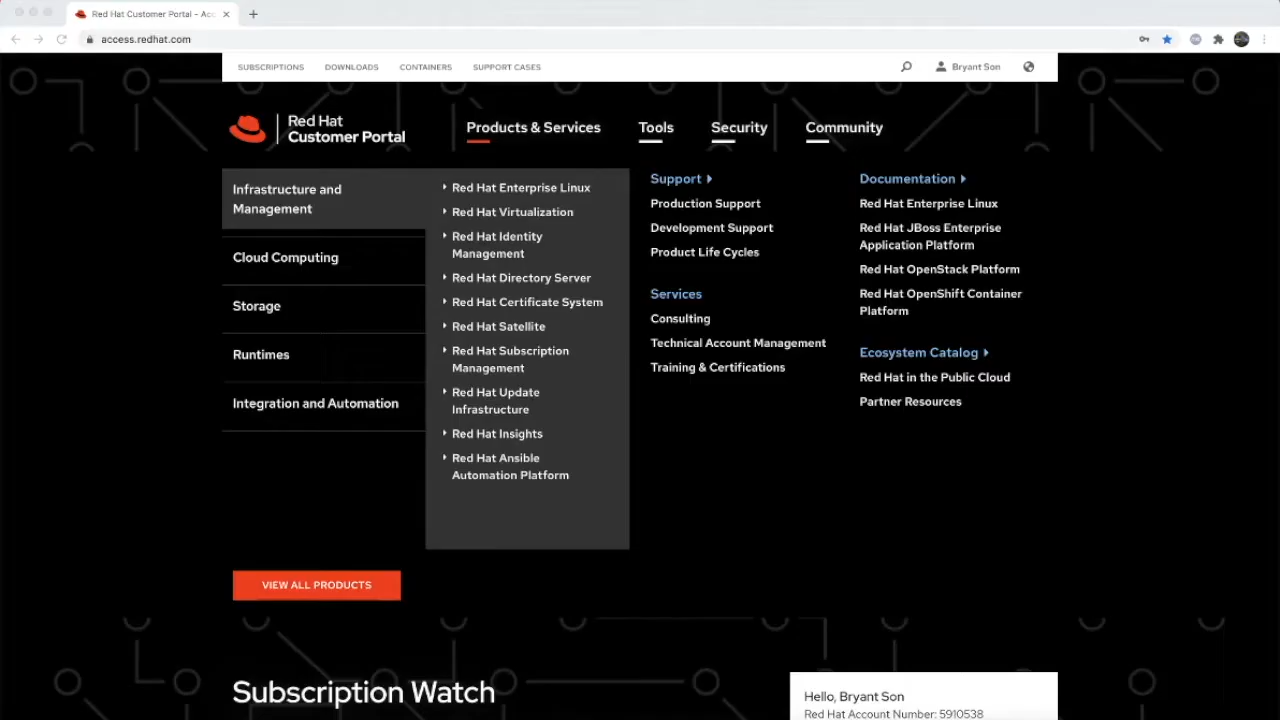 Red Hat Customer Portal - Acc
access.redhat.com
SUBSCRIPTIONS DOWNLOADS CONTAINERS SUPPORT CASES
Bryant Son
Red Hat
Customer Portal
Products & Services Tools Security Community
Infrastructure and
Management
Cloud Computing
Storage
Runtimes
Integration and Automation
Red Hat Enterprise Linux
Red Hat Virtualization
Red Hat Identity
Management
Red Hat Directory Server
Red Hat Certificate System
Red Hat Satellite
Red Hat Subscription
Management
Red Hat Update
Infrastructure
Red Hat Insights
Red Hat Ansible
Automation Platform
Support
Production Support
Development Support
Product Life Cycles
Services
Consulting
Technical Account Management
Training & Certifications
Documentation
Red Hat Enterprise Linux
Red Hat JBoss Enterprise
Application Platform
Red Hat OpenStack Platform
Red Hat OpenShift Container
Platform
Ecosystem Catalog
Red Hat in the Public Cloud
Partner Resources
VIEW ALL PRODUCTS
Subscription Watch
Hello, Bryant Son
Red Hat Account Number: 5910538